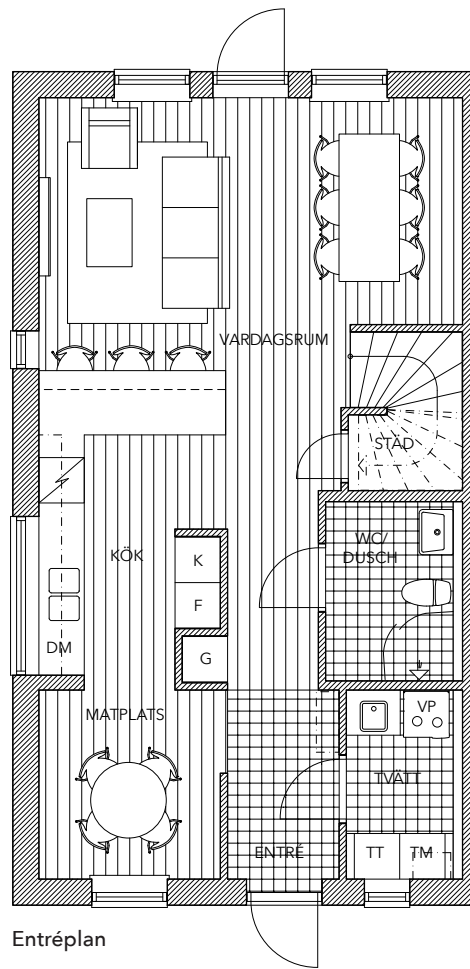 VARDAGSRUM
STÄD
WC/
DUSCH
KÖK
K
F
G
DM
MATPLATS
VP
TVÄTT
ENTRÉ
TT
TM
Entréplan